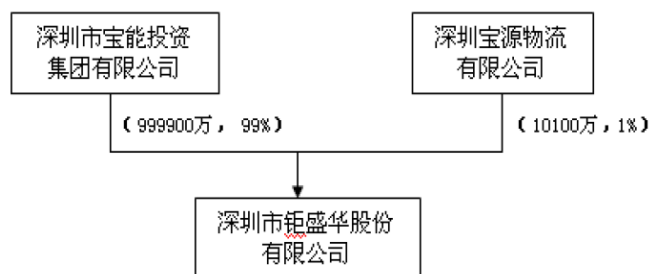 深圳市宝能投资
集团有限公司
深圳宝源物流
有限公司
(999900万, 99%)
(10100万,1%)
深圳市钜盛华股份
有限公司